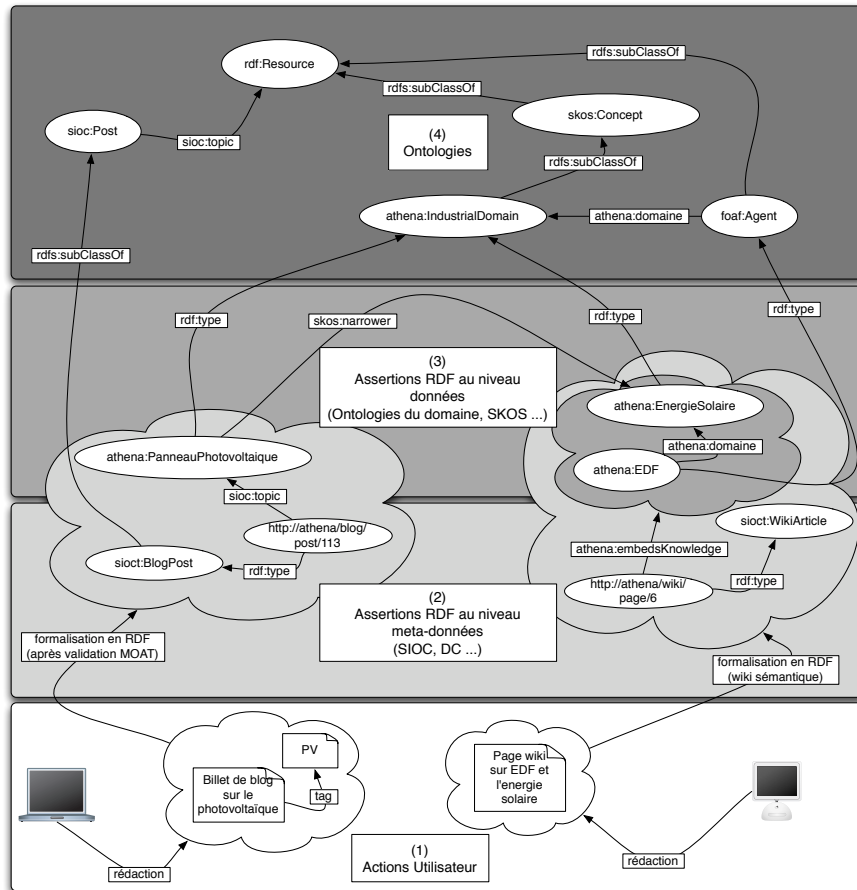 rdf:Resource
rdfs:subClassOf
rdfs:subClassOf
skos:Concept
sioc:Post
sioc:topic
(4)
Ontologies
rdfs:subClassOf
athena:IndustrialDomain
athena:domaine
foaf:Agent
rdfs:subClassOf
rdf:type
skos:narrower
rdf:type
rdf:type
(3)
Assertions RDF au niveau
données
(Ontologies du domaine, SKOS ...)
athena:EnergieSolaire
athena:domaine
athena:EDF
athena:PanneauPhotovoltaique
sioc:topic
http://athena/blog/
post/113
sioct:BlogPost
rdf:type
sioct:WikiArticle
athena:embedsKnowledge
http://athena/wiki/
page/6
rdf:type
(2)
Assertions RDF au niveau
meta-données
(SIOC, DC ...)
formalisation en RDF
(après validation MOAT)
formalisation en RDF
(wiki sémantique)
PV
Billet de blog
sur le
photovoltaïque
tag
Page wiki
sur EDF et
l'energie
solaire
(1)
Actions Utilisateur
rédaction
rédaction